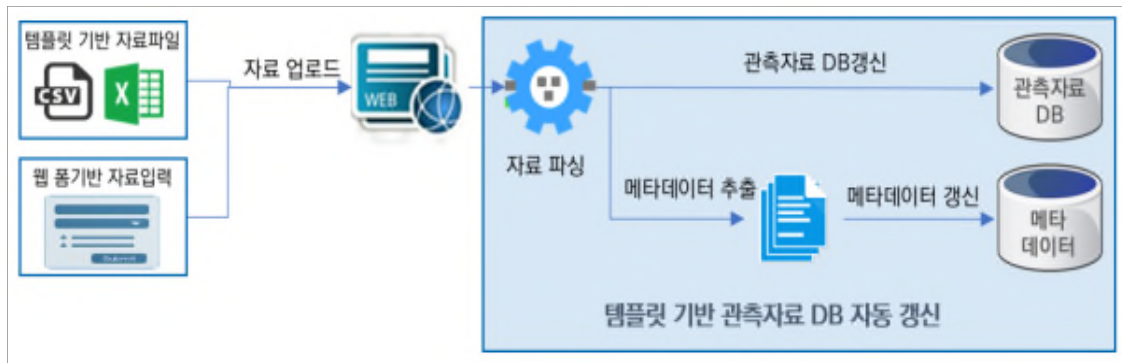 템플릿 기반 자료파일
CSV
X
웹 폼기반 자료입력
Submit
자료 업로드
WEB
자료 파싱
관측자료 DB갱신
관측자료
DB
메타데이터 추출
메타데이터 갱신
메타
데이터
템플릿 기반 관측자료 DB 자동 갱신